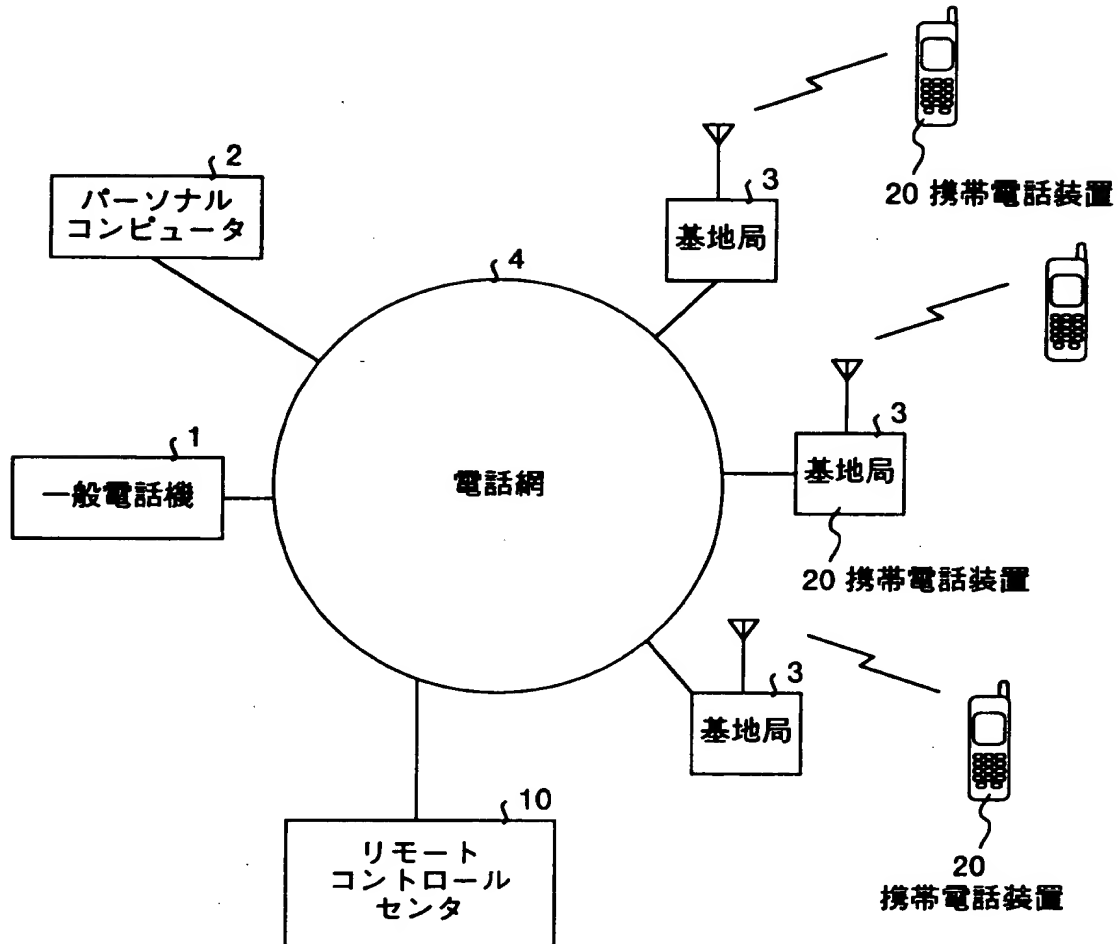 2
パーソナル
コンピュータ
3
基地局
20 携帯電話装置
4
電話網
1
一般電話機
3
基地局
20 携帯電話装置
3
基地局
10
リモート
コントロール
センタ
20
携帯電話装置